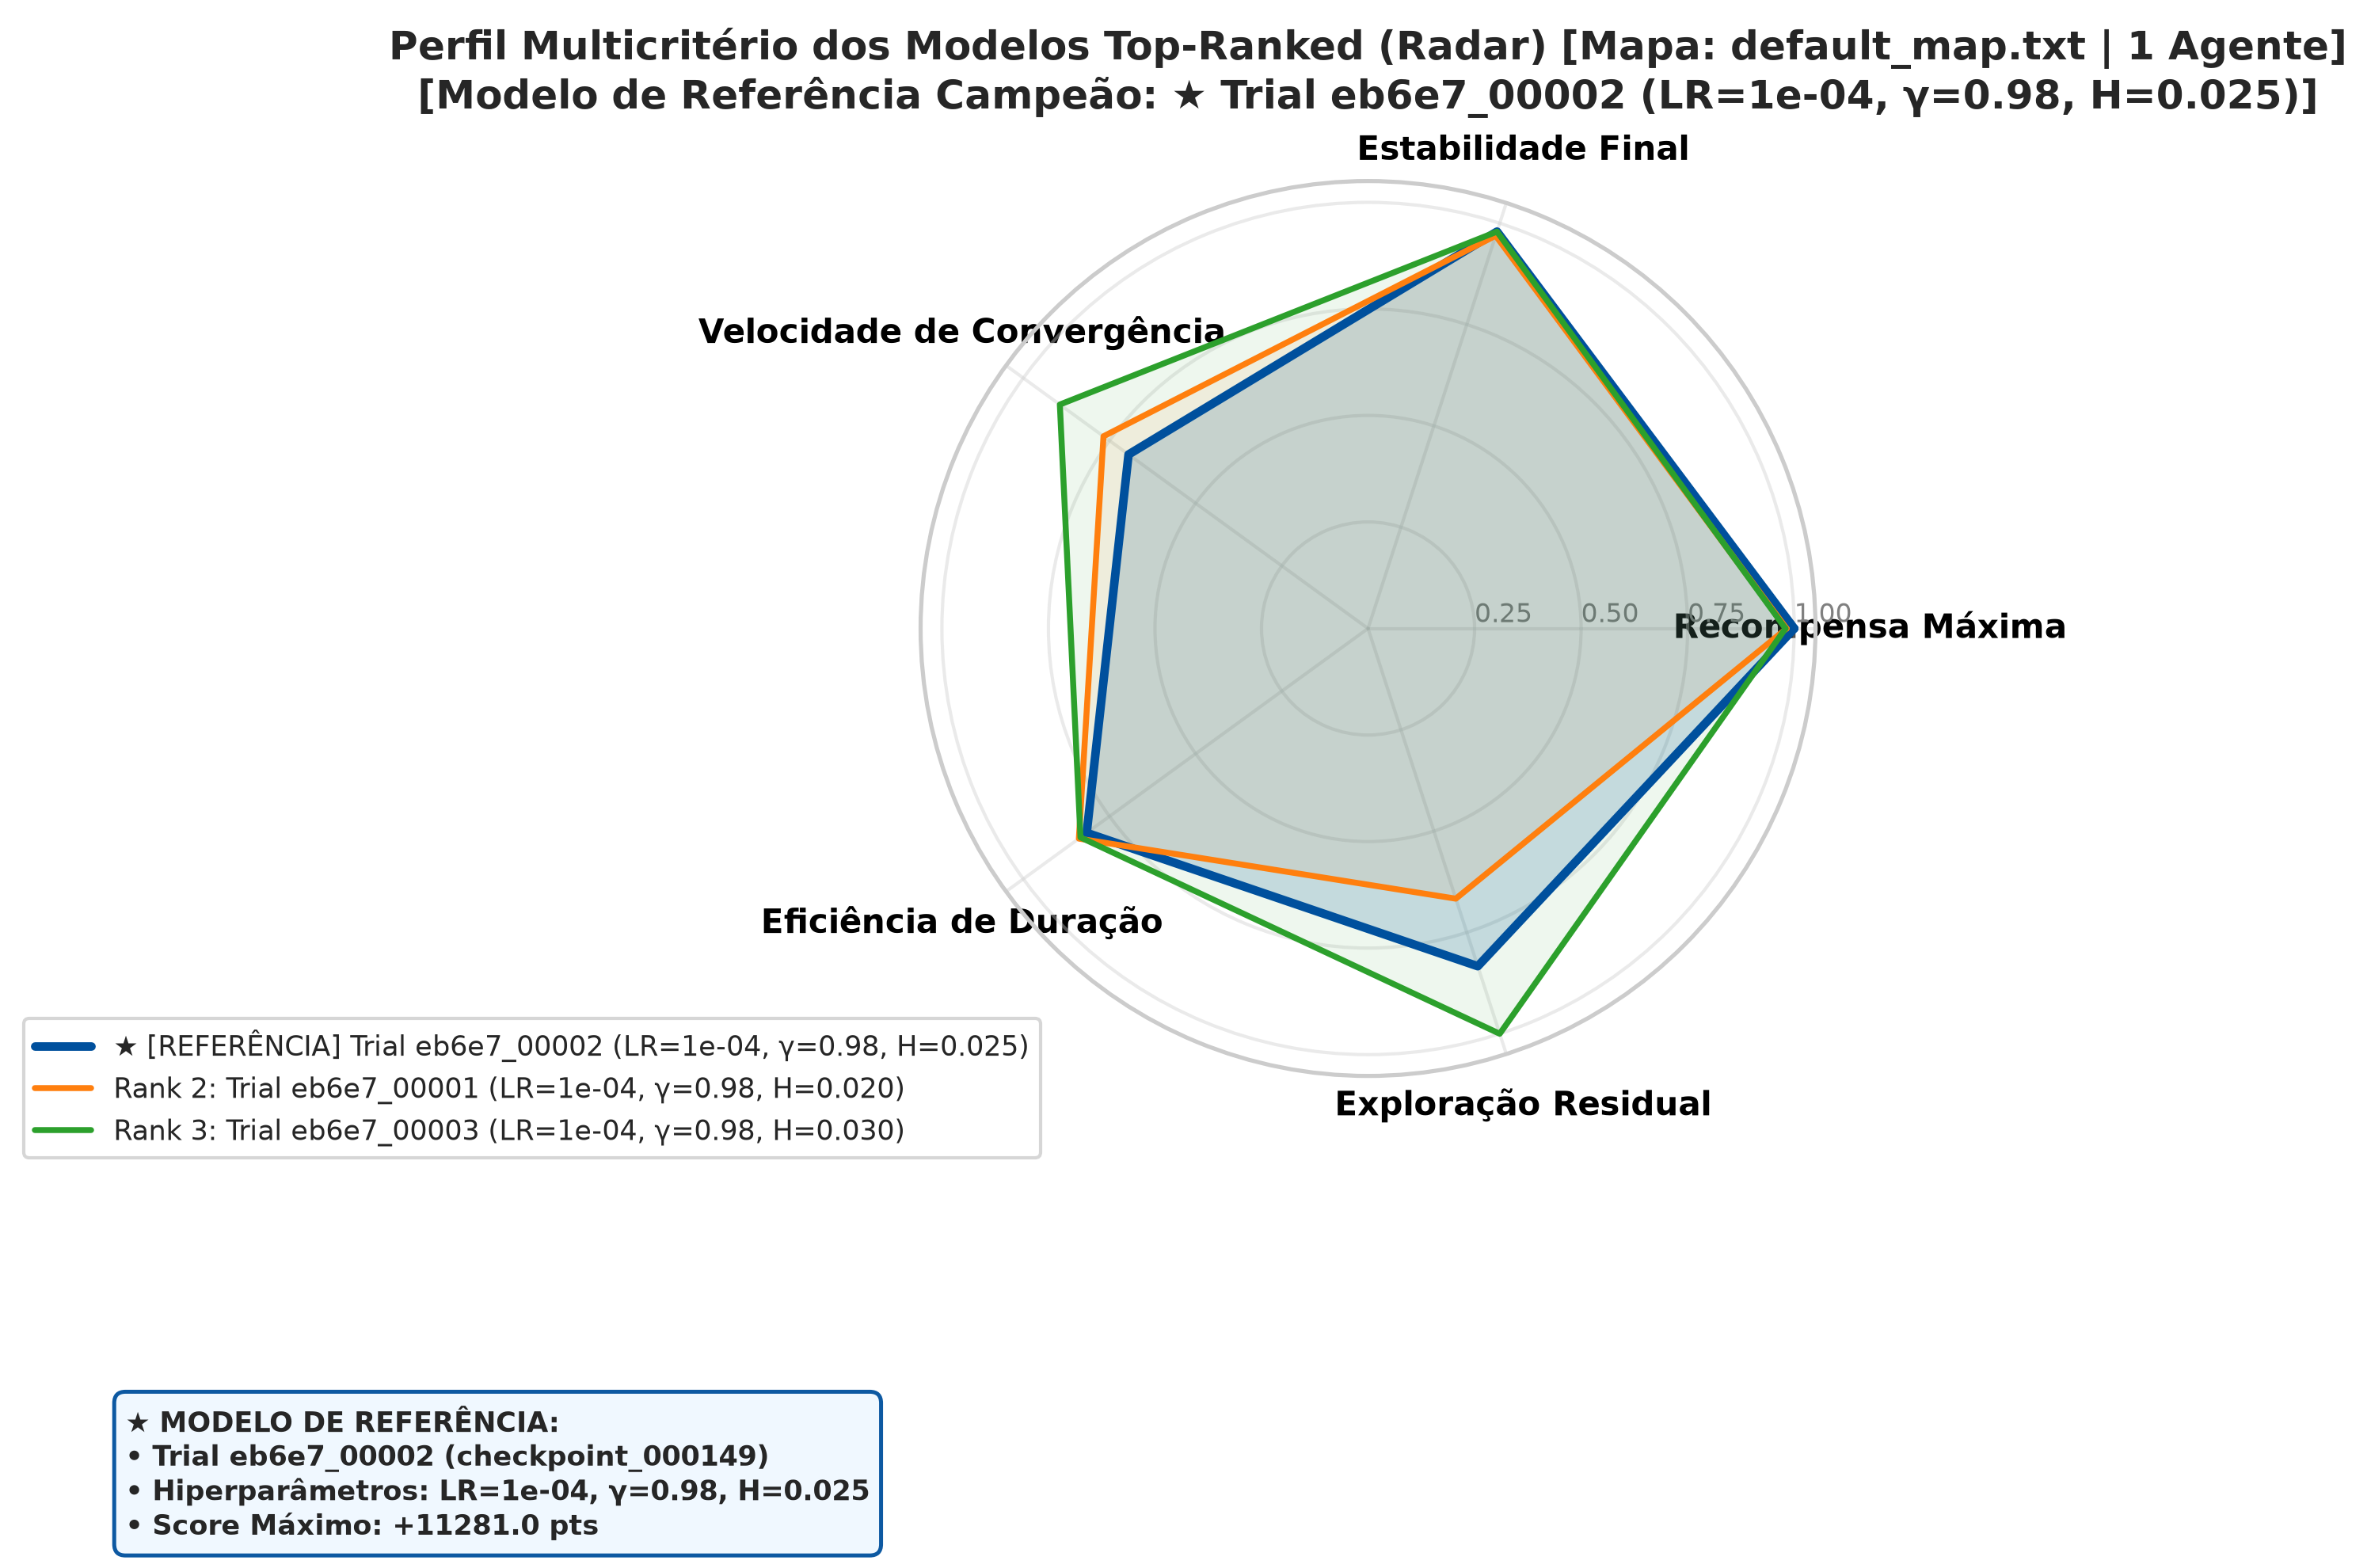 Perfil Multicritério dos Modelos Top-Ranked (Radar) [Mapa: default_map.txt | 1 Agente]
[Modelo de Referência Campeão: ★ Trial eb6e7_00002 (LR=1e-04, γ=0.98, H=0.025)]
Estabilidade Final
Velocidade de Convergência
0.25 0.50 0.75 1.00
Recompensa Máxima
Eficiência de Duração
Exploração Residual
★ [REFERÊNCIA] Trial eb6e7_00002 (LR=1e-04, γ=0.98, H=0.025)
Rank 2: Trial eb6e7_00001 (LR=1e-04, γ=0.98, H=0.020)
Rank 3: Trial eb6e7_00003 (LR=1e-04, γ=0.98, H=0.030)
★ MODELO DE REFERÊNCIA:
• Trial eb6e7_00002 (checkpoint_000149)
• Hiperparâmetros: LR=1e-04, γ=0.98, H=0.025
• Score Máximo: +11281.0 pts